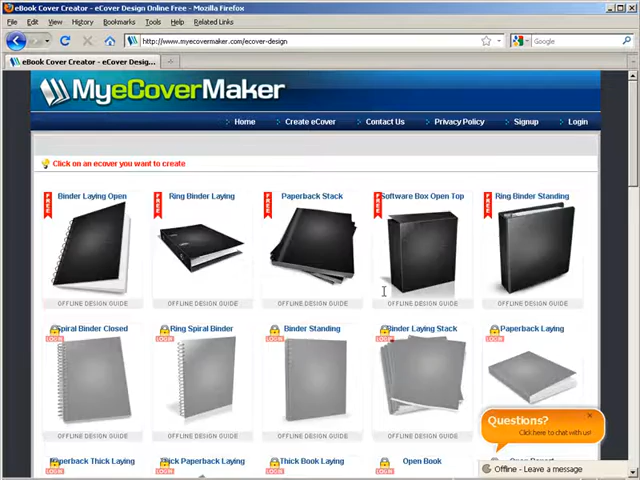 eBook Cover Creator - eCover Design Online Free - Mozilla Firefox
File Edit View History Bookmarks Tools Help Related Links
http://www.myecovermaker.com/ecover-design
Google
eBook Cover Creator - eCover Desig...
MyeCoverMaker
Home Create eCover Contact Us Privacy Policy Signup Login
Click on an ecover you want to create
Binder Laying Open Ring Binder Laying Paperback Stack Software Box Open Top Ring Binder Standing
FREE FREE FREE FREE FREE
OFFLINE DESIGN GUIDE OFFLINE DESIGN GUIDE OFFLINE DESIGN GUIDE OFFLINE DESIGN GUIDE OFFLINE DESIGN GUIDE
Spiral Binder Closed Ring Spiral Binder Binder Standing Binder Laying Stack Paperback Laying
LOGIN LOGIN LOGIN LOGIN LOGIN
OFFLINE DESIGN GUIDE OFFLINE DESIGN GUIDE OFFLINE DESIGN GUIDE OFFLINE DESIGN GUIDE
Questions?
Click here to chat with us!
Paperback Thick Laying Thick Paperback Laying Thick Book Laying Open Book
Offline - Leave a message